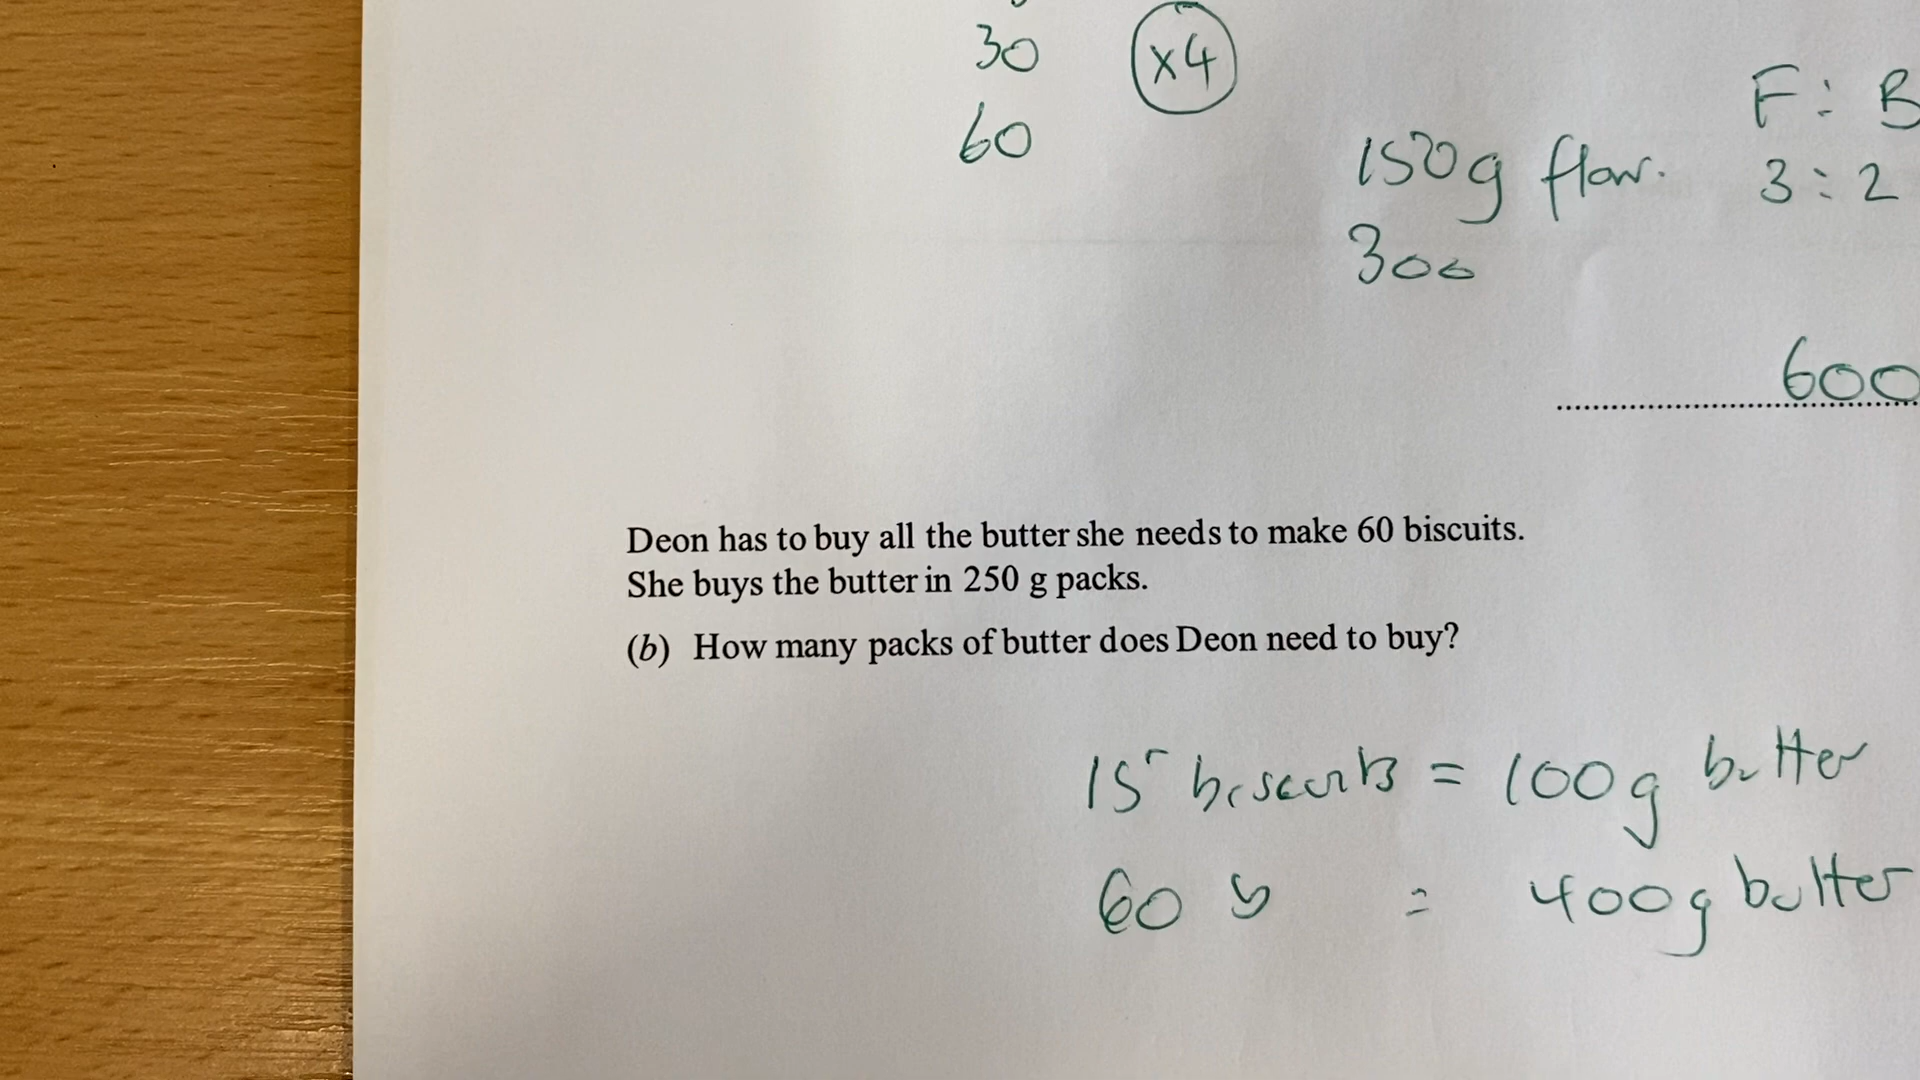 30 ×4
60
F : B
150g flour.
3 : 2
300
600
Deon has to buy all the butter she needs to make 60 biscuits.
She buys the butter in 250 g packs.
(b) How many packs of butter does Deon need to buy?
15 biscuits = 100g butter
60 = 400g butter